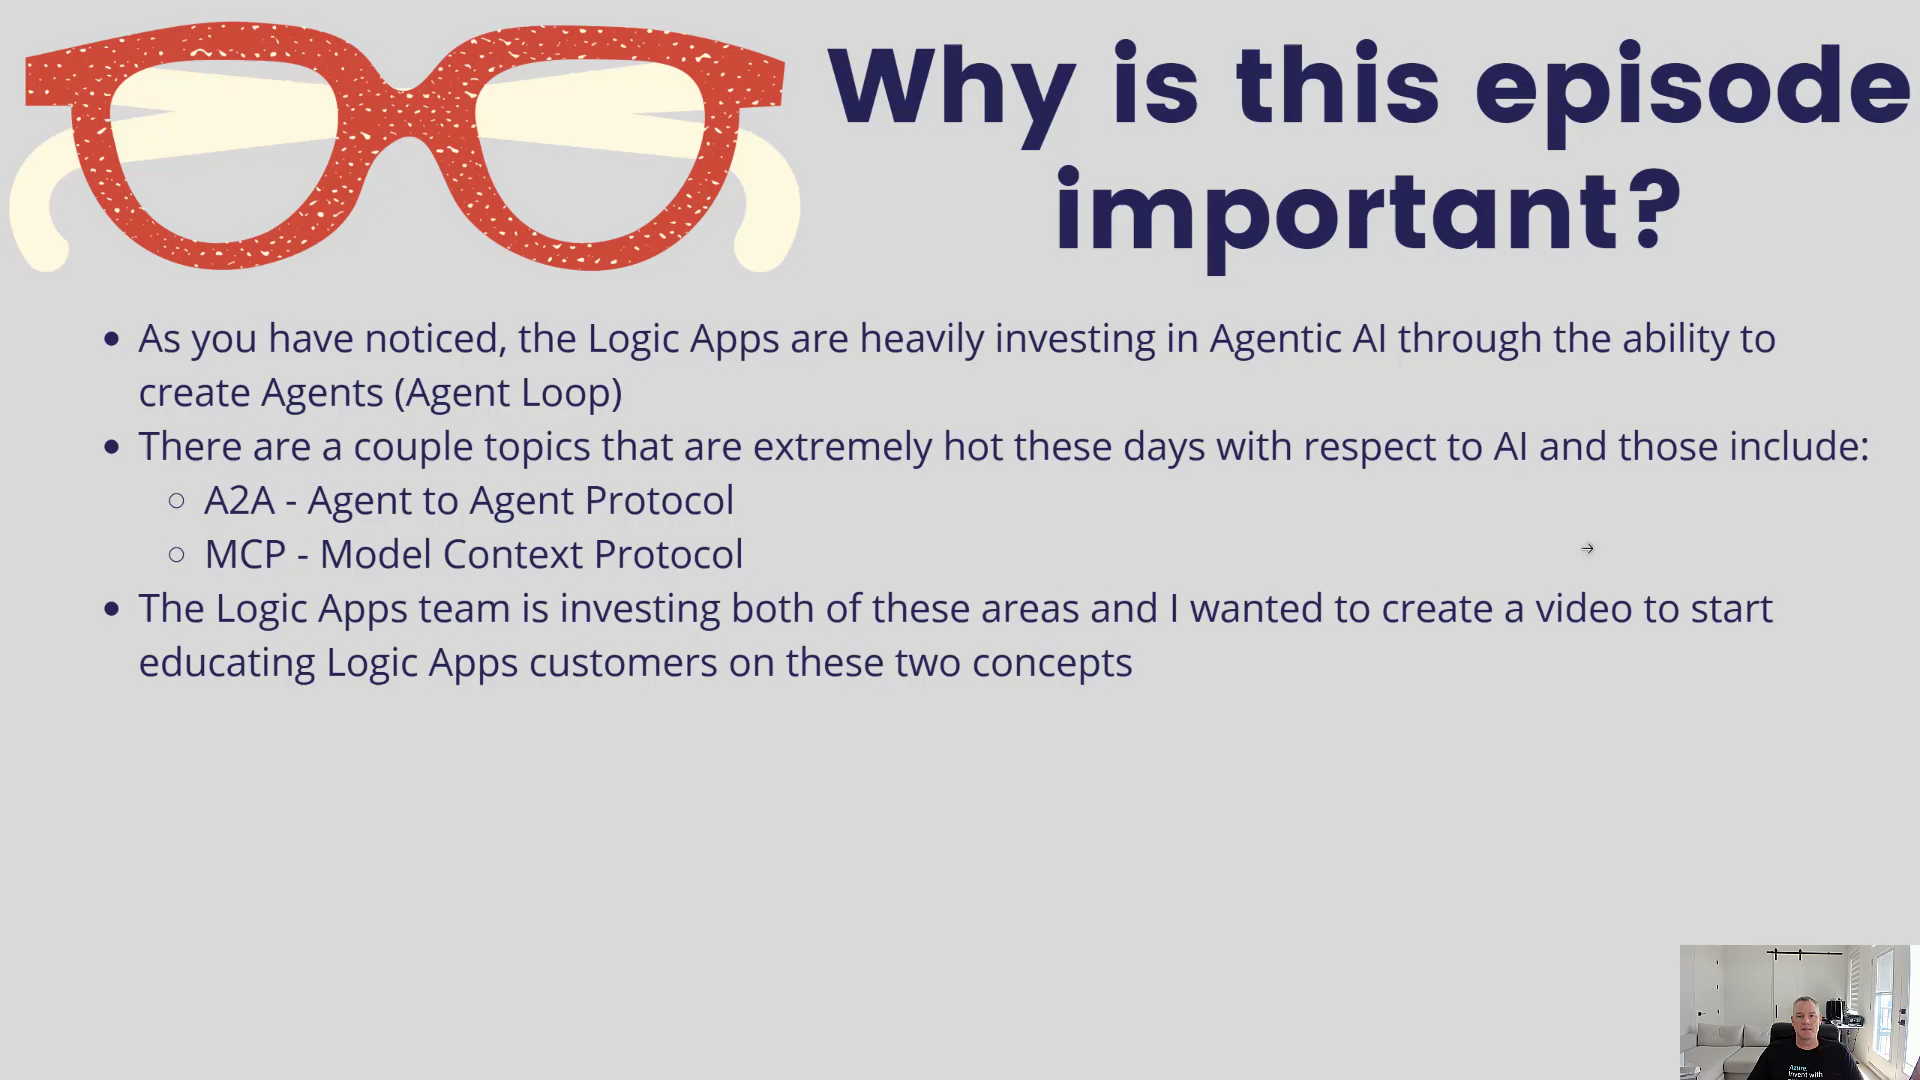 Why is this episode
important?
• As you have noticed, the Logic Apps are heavily investing in Agentic AI through the ability to
create Agents (Agent Loop)
• There are a couple topics that are extremely hot these days with respect to AI and those include:
○ A2A - Agent to Agent Protocol
○ MCP - Model Context Protocol
• The Logic Apps team is investing both of these areas and I wanted to create a video to start
educating Logic Apps customers on these two concepts
Azure.
Invent with